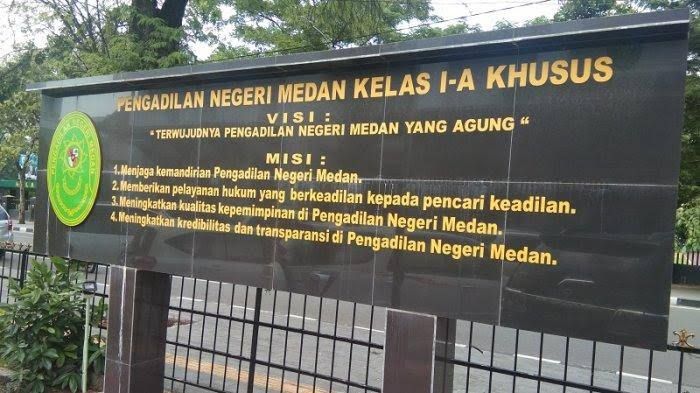 PENGADILAN NEGERI MEDAN KELAS I-A KHUSUS
VISI :
" TERWUJUDNYA PENGADILAN NEGERI MEDAN YANG AGUNG "
MISI :
1.Menjaga kemandirian Pengadilan Negeri Medan.
2.Memberikan pelayanan hukum yang berkeadilan kepada pencari keadilan.
3.Meningkatkan kualitas kepemimpinan di Pengadilan Negeri Medan.
4.Meningkatkan kredibilitas dan transparansi di Pengadilan Negeri Medan.